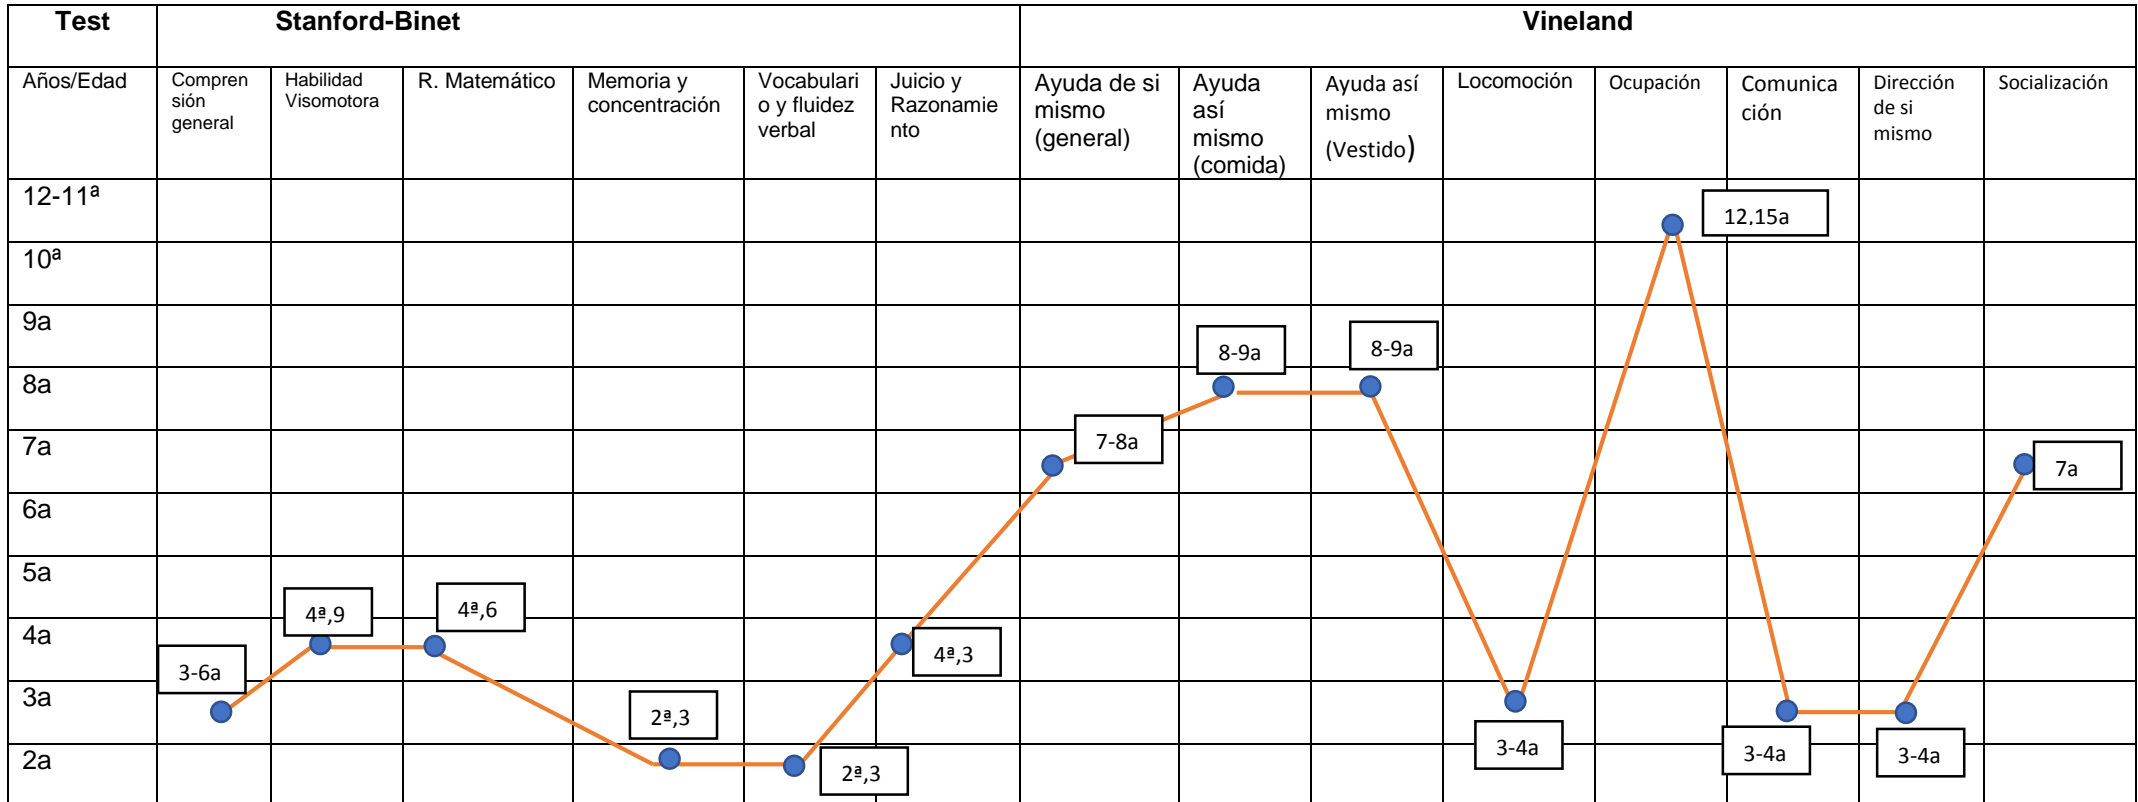 Test
Stanford-Binet
Vineland
Años/Edad
Compren
sión
general
Habilidad
Visomotora
R. Matemático
Memoria y
concentración
Vocabulari
o y fluidez
verbal
Juicio y
Razonamie
nto
Ayuda de si
mismo
(general)
Ayuda
así
mismo
(comida)
Ayuda así
mismo
(Vestido)
Locomoción
Ocupación
Comunica
ción
Dirección
de si
mismo
Socialización
12-11ª
12,15a
10ª
9a
8-9a
8-9a
8a
7a
7-8a
7a
6a
5a
4ª,9
4ª,6
4a
4ª,3
3-6a
3a
2ª,3
3-4a
3-4a
3-4a
2a
2ª,3